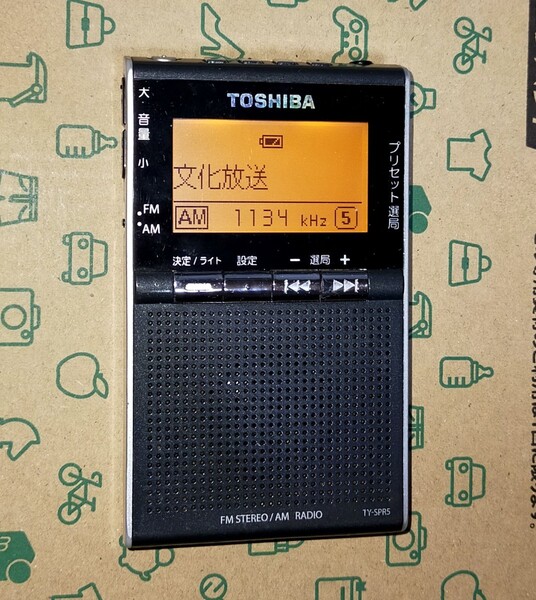 TOSHIBA
大
音量
小
FM
AM
文化放送
AM 1134 kHz 5
プリセット選局
決定/ライト 設定 − 選局 +
FM STEREO/AM RADIO
TY-SPR5